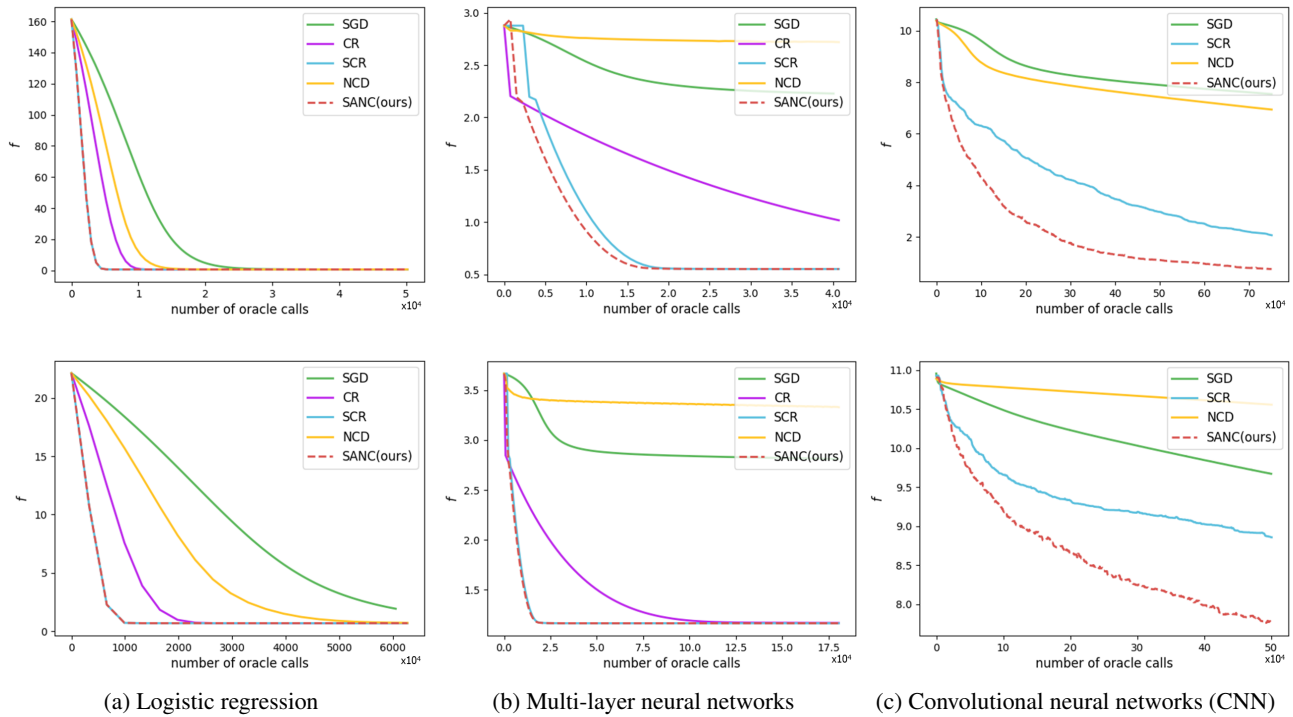 160
140
120
100
80
60
40
20
0
f
0
1
2
3
4
5
number of oracle calls
x10⁴
SGD
CR
SCR
NCD
SANC(ours)
3.0
2.5
2.0
1.5
1.0
0.5
f
0.0
0.5
1.0
1.5
2.0
2.5
3.0
3.5
4.0
number of oracle calls
x10⁴
SGD
CR
SCR
NCD
SANC(ours)
10
8
6
4
2
f
0
10
20
30
40
50
60
70
number of oracle calls
x10⁴
SGD
SCR
NCD
SANC(ours)
20
15
10
5
0
f
0
1000
2000
3000
4000
5000
6000
number of oracle calls
x10⁴
SGD
CR
SCR
NCD
SANC(ours)
3.5
3.0
2.5
2.0
1.5
f
0.0
2.5
5.0
7.5
10.0
12.5
15.0
17.5
number of oracle calls
x10⁴
SGD
CR
SCR
NCD
SANC(ours)
11.0
10.5
10.0
9.5
9.0
8.5
8.0
f
0
10
20
30
40
50
number of oracle calls
x10⁴
SGD
SCR
NCD
SANC(ours)
(a) Logistic regression
(b) Multi-layer neural networks
(c) Convolutional neural networks (CNN)